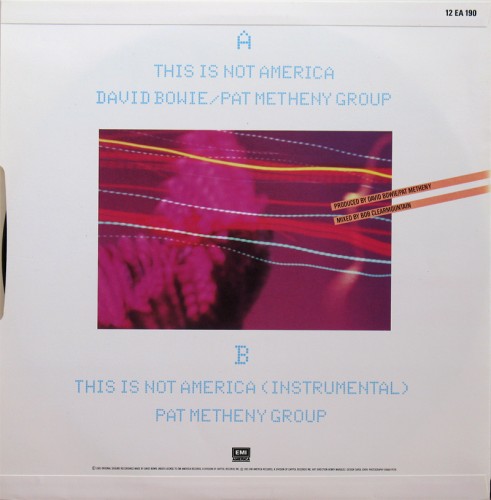 12 EA 190
A
THIS IS NOT AMERICA
DAVID BOWIE/PAT METHENY GROUP
PRODUCED BY DAVID BOWIE/PAT METHENY
MIXED BY BOB CLEARMOUNTAIN
B
THIS IS NOT AMERICA (INSTRUMENTAL)
PAT METHENY GROUP
EMI
AMERICA